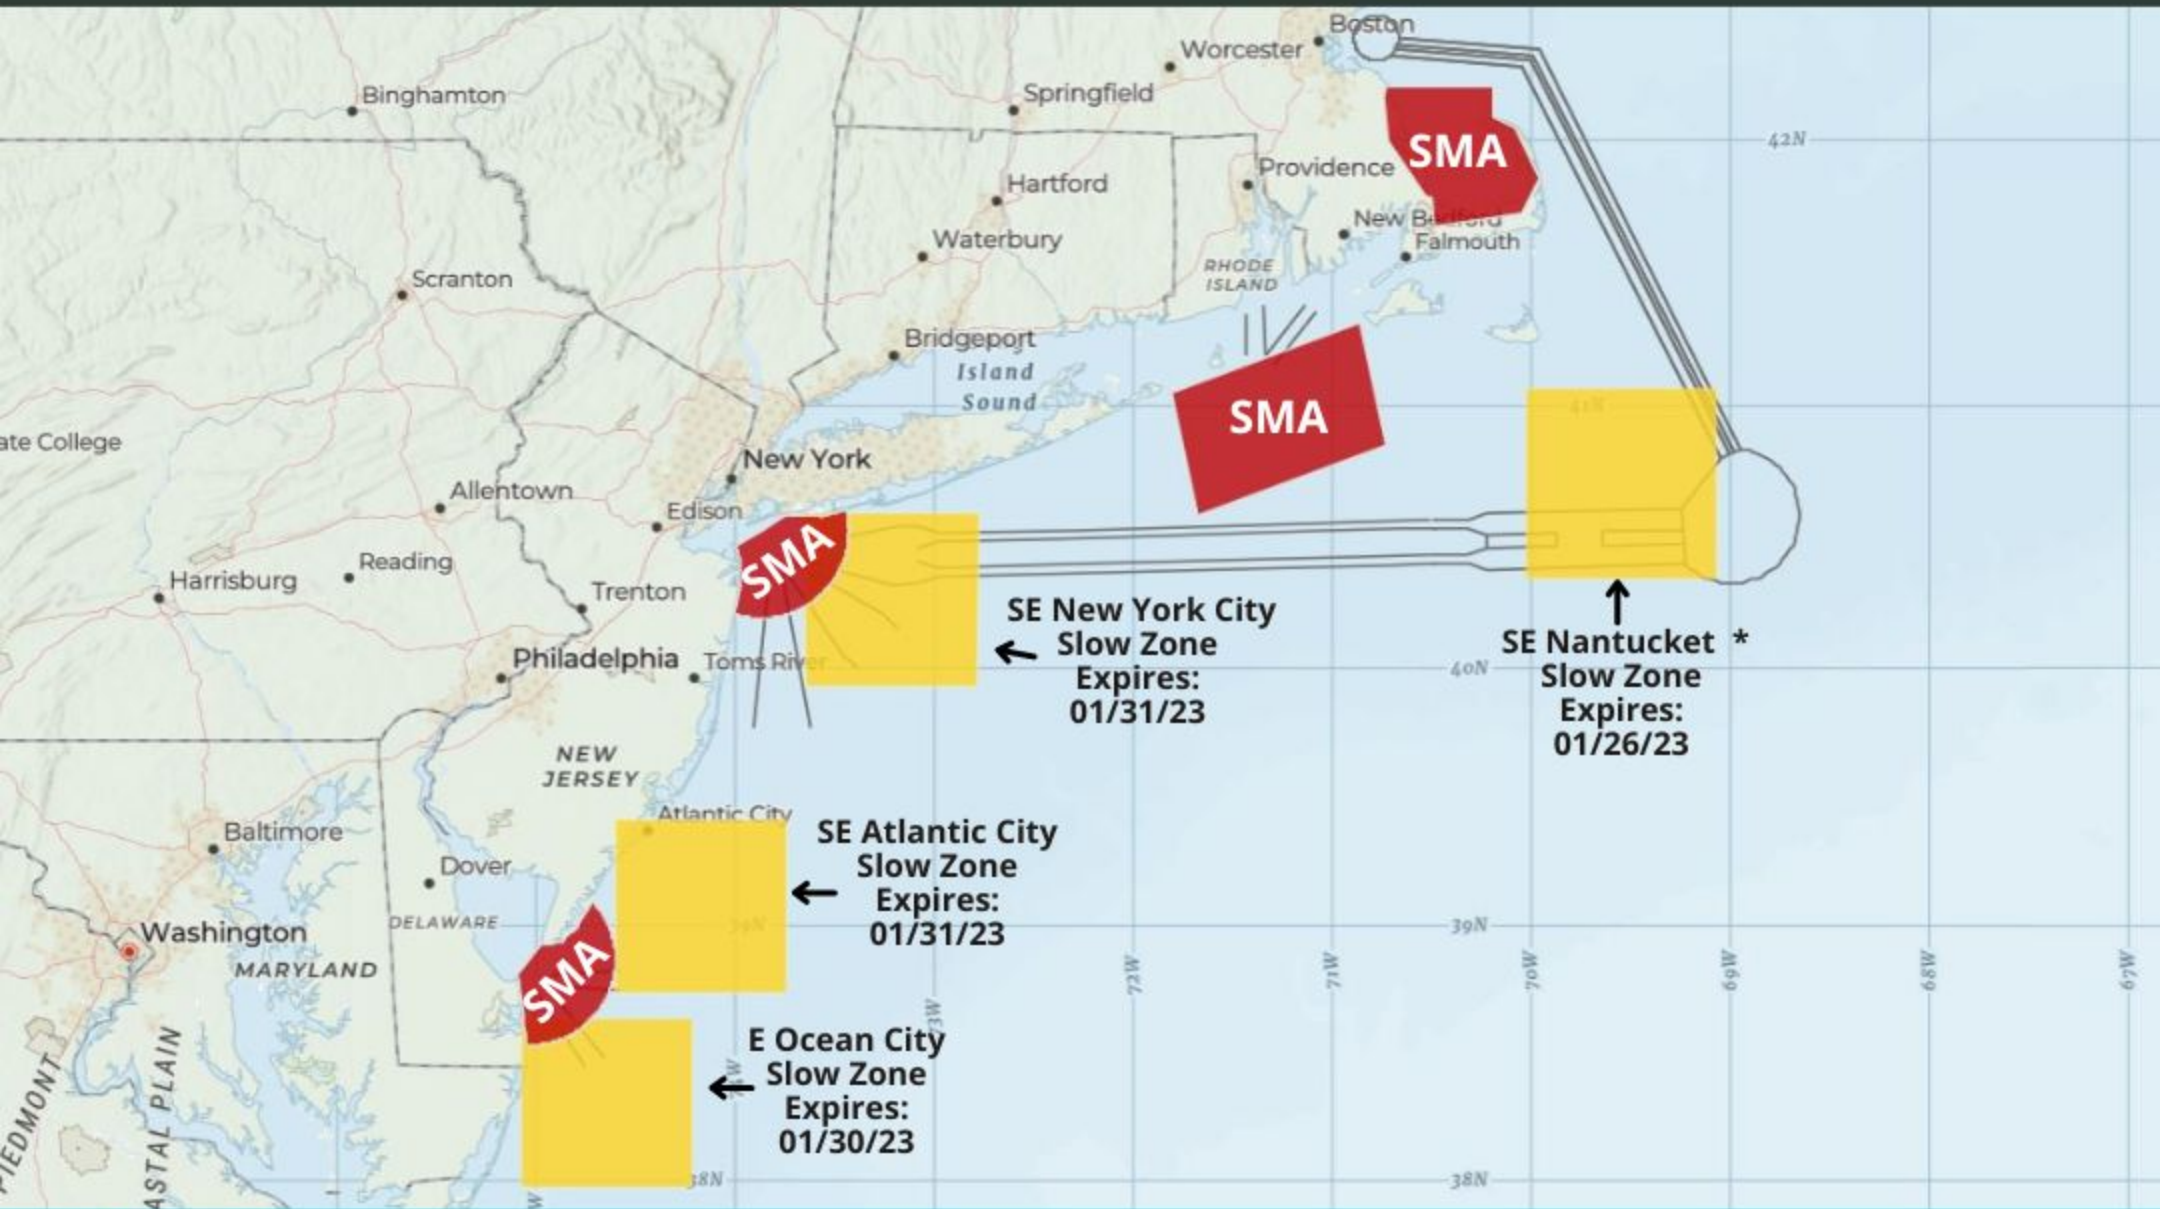 Boston
Worcester
Binghamton
Springfield
SMA
42N
Providence
Hartford
New Bedford
Waterbury
Falmouth
RHODE
ISLAND
Scranton
Bridgeport
Island
Sound
SMA
41N
ate College
New York
Allentown
Edison
SMA
Reading
Harrisburg
Trenton
SE New York City
Slow Zone
Expires:
01/31/23
SE Nantucket *
Slow Zone
Expires:
01/26/23
Philadelphia
Toms River
40N
NEW
JERSEY
Atlantic City
Baltimore
SE Atlantic City
Slow Zone
Expires:
01/31/23
Dover
DELAWARE
39N
39N
Washington
MARYLAND
SMA
72W
71W
70W
69W
68W
67W
73W
E Ocean City
Slow Zone
Expires:
01/30/23
74W
PIEDMONT
ASTAL PLAIN
38N
38N
W